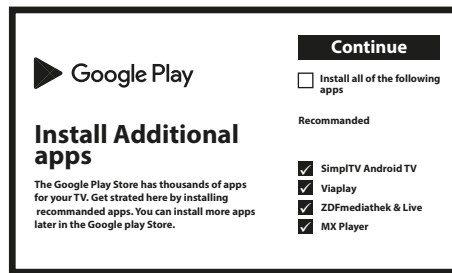 Google Play
Install Additional
apps
The Google Play Store has thousands of apps
for your TV. Get strated here by installing
recommanded apps. You can install more apps
later in the Google play Store.
Continue
Install all of the following
apps
Recommanded
SimplTV Android TV
Viaplay
ZDFmediathek & Live
MX Player